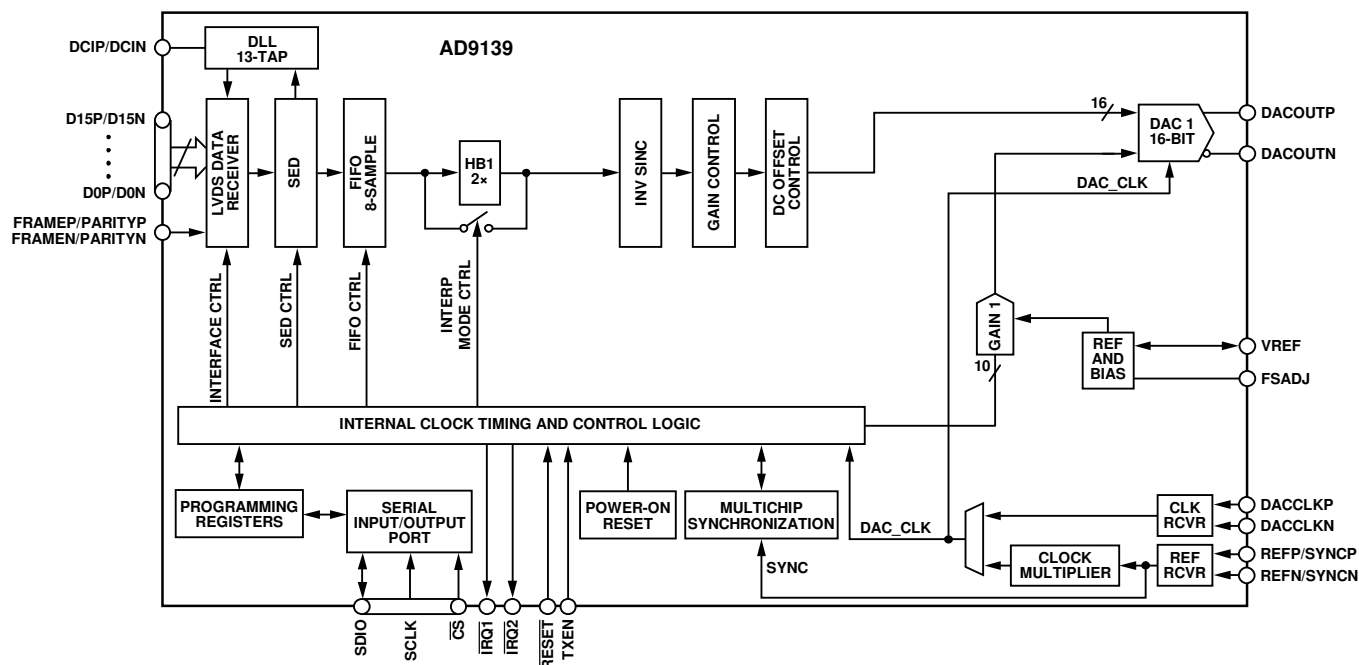 AD9139
DCIP/DCIN
DLL
13-TAP
D15P/D15N
D0P/D0N
FRAMEP/PARITYP
FRAMEN/PARITYN
LVDS DATA
RECEIVER
SED
FIFO
8-SAMPLE
HB1
2×
INV SINC
GAIN CONTROL
DC OFFSET
CONTROL
16
DAC 1
16-BIT
DACOUTP
DACOUTN
DAC_CLK
INTERFACE CTRL
SED CTRL
FIFO CTRL
INTERP
MODE CTRL
GAIN 1
10
REF
AND
BIAS
VREF
FSADJ
INTERNAL CLOCK TIMING AND CONTROL LOGIC
PROGRAMMING
REGISTERS
SERIAL
INPUT/OUTPUT
PORT
POWER-ON
RESET
MULTICHIP
SYNCHRONIZATION
DAC_CLK
SYNC
CLOCK
MULTIPLIER
CLK
RCVR
REF
RCVR
DACCLKP
DACCLKN
REFP/SYNCP
REFN/SYNCN
SDIO
SCLK
CS
IRQ1
IRQ2
RESET
TXEN